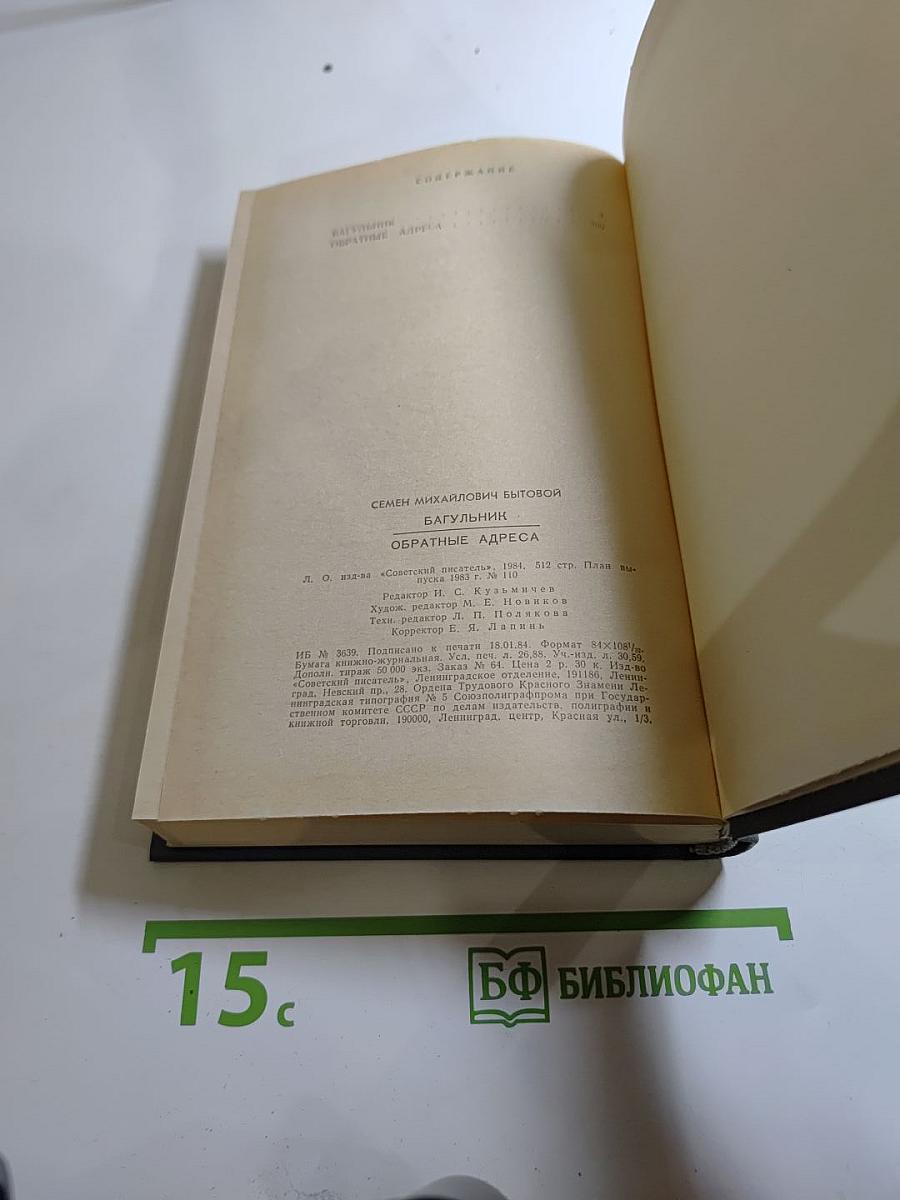 СОДЕРЖАНИЕ
БАГУЛЬНИК
ОБРАТНЫЕ АДРЕСА
СЕМЕН МИХАЙЛОВИЧ БЫТОВОЙ
БАГУЛЬНИК
ОБРАТНЫЕ АДРЕСА
Л. О. изд-ва «Советский писатель», 1984, 512 стр. План вы-
пуска 1983 г. № 110
Редактор И. С. Кузьмичев
Худож. редактор М. Е. Новиков
Техн. редактор Л. П. Полякова
Корректор Е. Я. Лапинь
ИБ № 3639. Подписано к печати 18.01.84. Формат 84×108¹/₃₂.
Бумага книжно-журнальная. Усл. печ. л. 26,88. Уч.-изд. л. 30,59.
Дополн. тираж 50 000 экз. Заказ № 64. Цена 2 р. 30 к. Изд-во
«Советский писатель», Ленинградское отделение, 191186, Ленин-
град, Невский пр., 28. Ордена Трудового Красного Знамени Ле-
нинградская типография № 5 Союзполиграфпрома при Государ-
ственном комитете СССР по делам издательств, полиграфии и
книжной торговли, 190000, Ленинград, центр, Красная ул., 1/3.
15 с
БФ БИБЛИОФАН